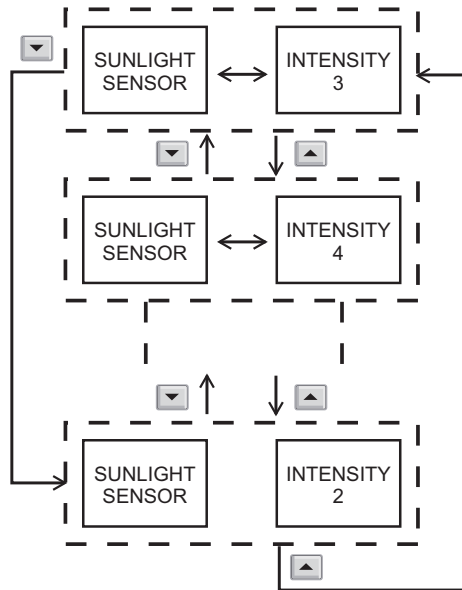 SUNLIGHT
SENSOR
INTENSITY
3
SUNLIGHT
SENSOR
INTENSITY
4
SUNLIGHT
SENSOR
INTENSITY
2